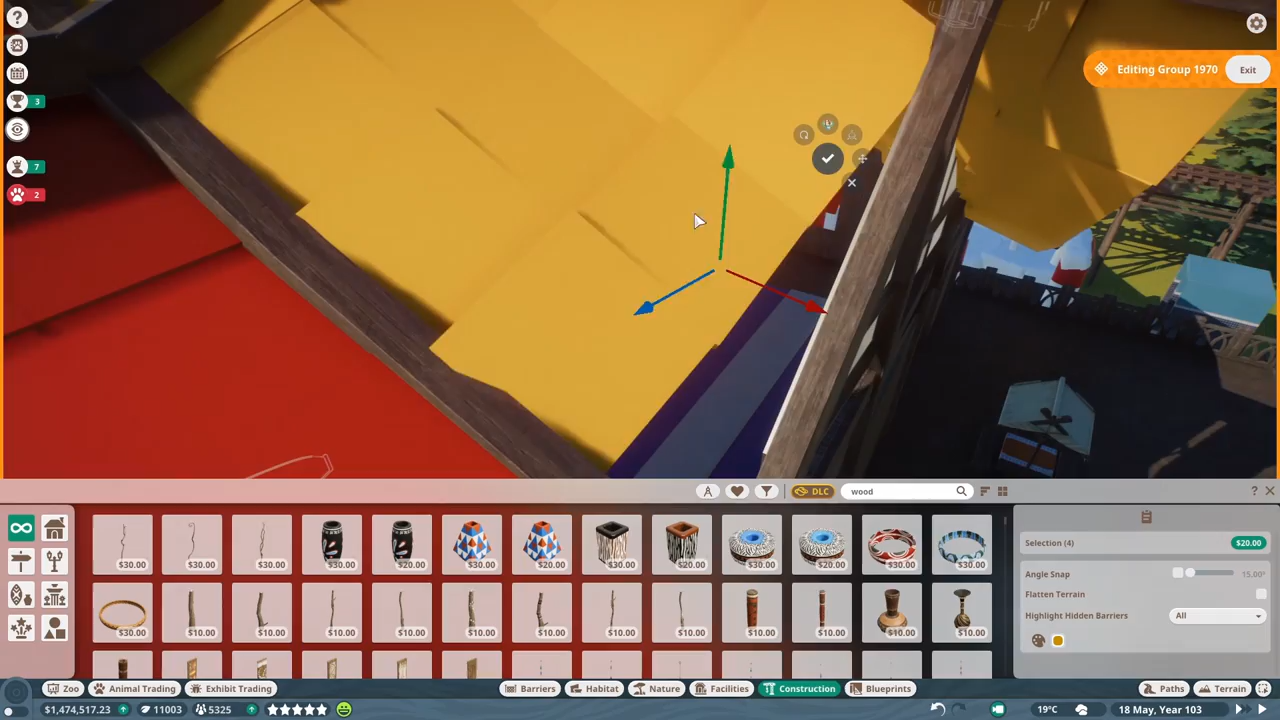 ?
Editing Group 1970
Exit
3
7
2
DLC
wood
?
$30.00 $30.00 $30.00 $30.00 $20.00 $30.00 $20.00 $30.00 $20.00 $30.00 $20.00 $30.00 $30.00
$30.00 $10.00 $10.00 $10.00 $10.00 $10.00 $10.00 $10.00 $10.00 $10.00 $10.00 $10.00 $10.00
Selection (4) $20.00
Angle Snap 15.00°
Flatten Terrain
Highlight Hidden Barriers All
Zoo Animal Trading Exhibit Trading Barriers Habitat Nature Facilities Construction Blueprints Paths Terrain
$1,474,517.23 11003 5325 19°C 18 May, Year 103